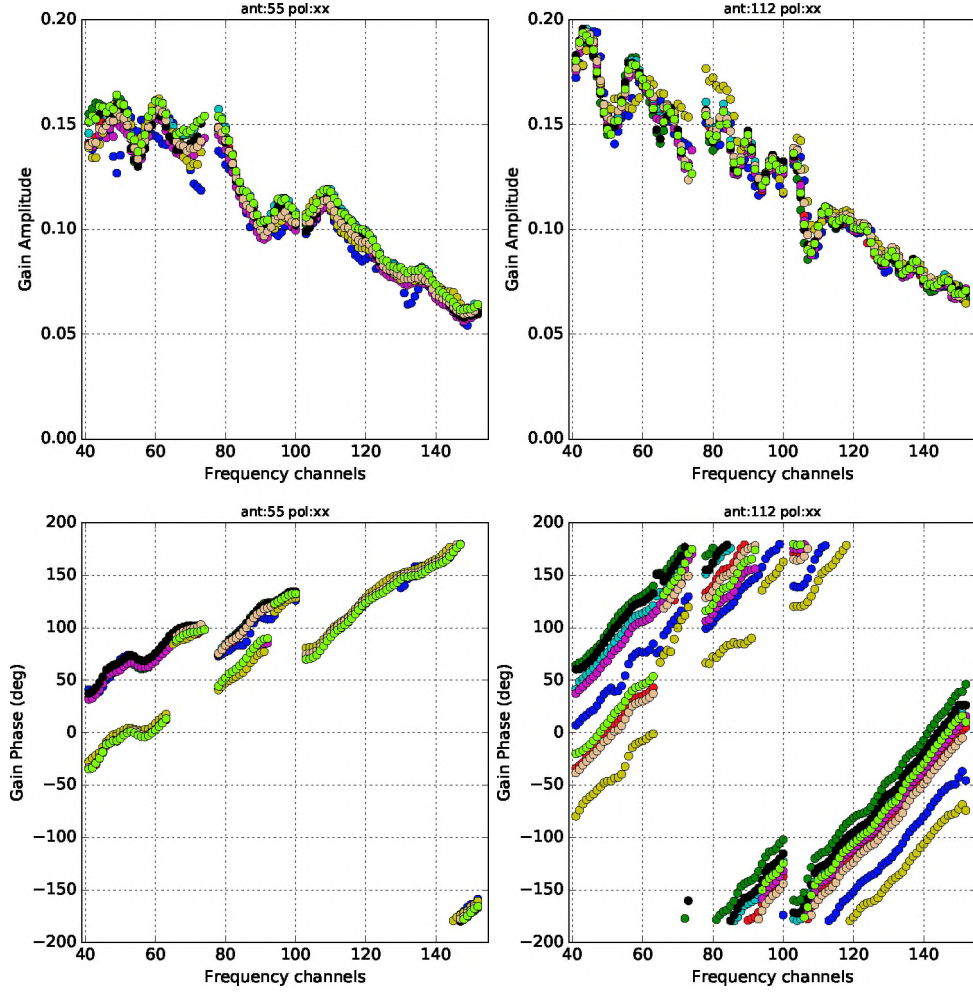 ant:55 pol:xx
0.20
0.15
0.10
0.05
0.00
Gain Amplitude
40 60 80 100 120 140
Frequency channels
ant:112 pol:xx
0.20
0.15
0.10
0.05
0.00
Gain Amplitude
40 60 80 100 120 140
Frequency channels
ant:55 pol:xx
200
150
100
50
0
−50
−100
−150
−200
Gain Phase (deg)
40 60 80 100 120 140
Frequency channels
ant:112 pol:xx
200
150
100
50
0
−50
−100
−150
−200
Gain Phase (deg)
40 60 80 100 120 140
Frequency channels